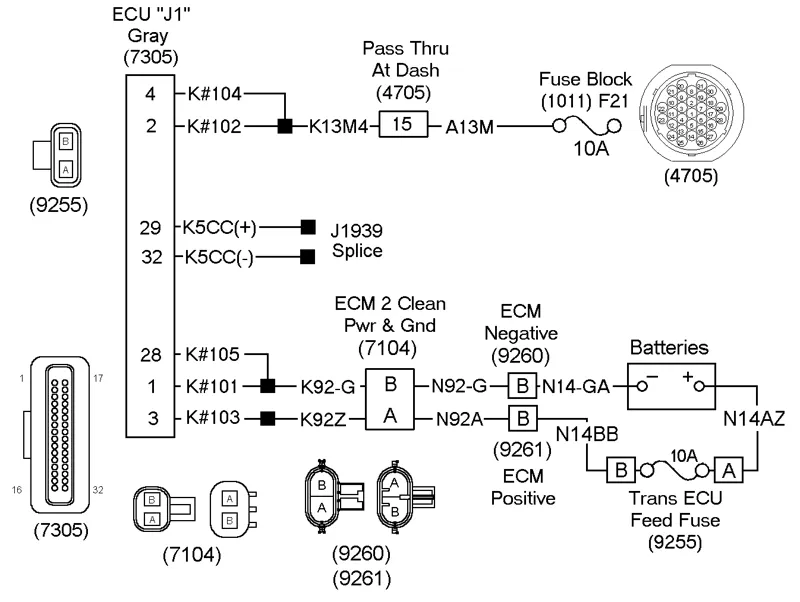 ECU "J1"
Gray
(7305)
4 K#104
2 K#102 K13M4 15 A13M
Pass Thru
At Dash
(4705)
Fuse Block
(1011) F21
10A
(4705)
B
A
(9255)
29 K5CC(+)
32 K5CC(-)
J1939
Splice
ECM 2 Clean
Pwr & Gnd
(7104)
ECM
Negative
(9260)
Batteries
28 K#105
1 K#101 K92-G B N92-G B N14-GA - +
3 K#103 K92Z A N92A B
N14BB
N14AZ
(9261)
ECM
Positive
B 10A A
Trans ECU
Feed Fuse
(9255)
1 17
16 32
(7305)
B
A
A
B
(7104)
B
A
A
B
(9260)
(9261)